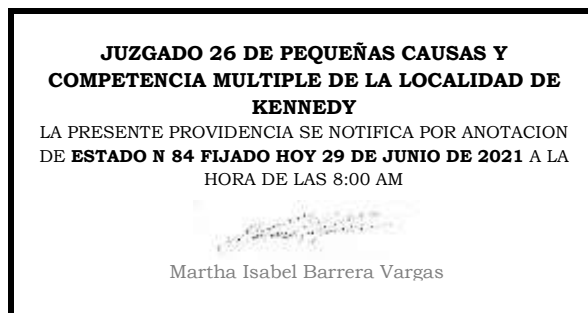 JUZGADO 26 DE PEQUEÑAS CAUSAS Y
COMPETENCIA MULTIPLE DE LA LOCALIDAD DE
KENNEDY
LA PRESENTE PROVIDENCIA SE NOTIFICA POR ANOTACION
DE ESTADO N 84 FIJADO HOY 29 DE JUNIO DE 2021 A LA
HORA DE LAS 8:00 AM
Martha Isabel Barrera Vargas